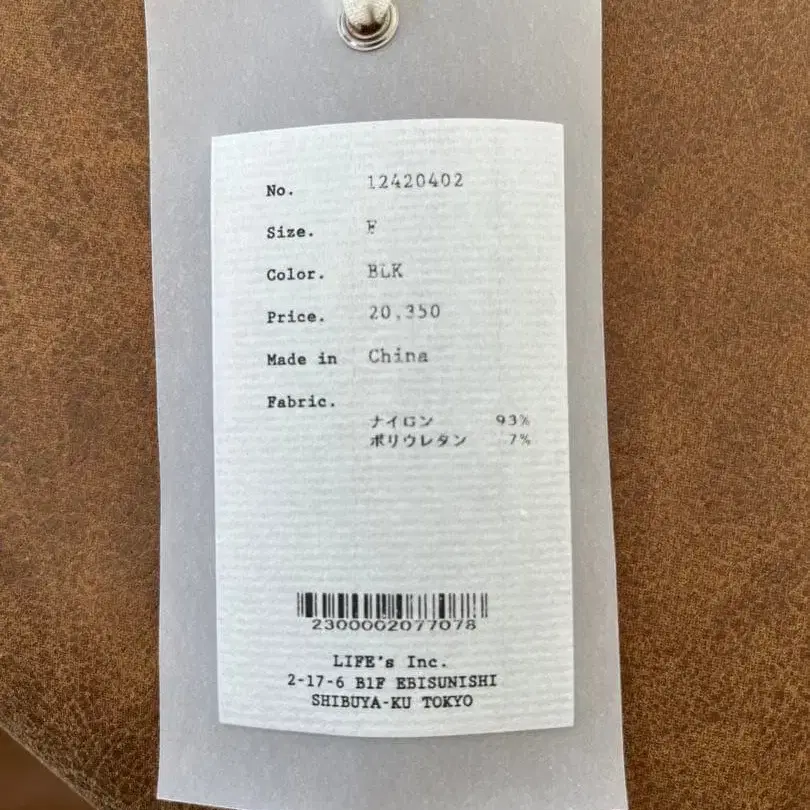 No. 12420402
Size. F
Color. BLK
Price. 20,350
Made in China
Fabric.
ナイロン 93%
ポリウレタン 7%
2300002077078
LIFE's Inc.
2-17-6 B1F EBISUNISHI
SHIBUYA-KU TOKYO